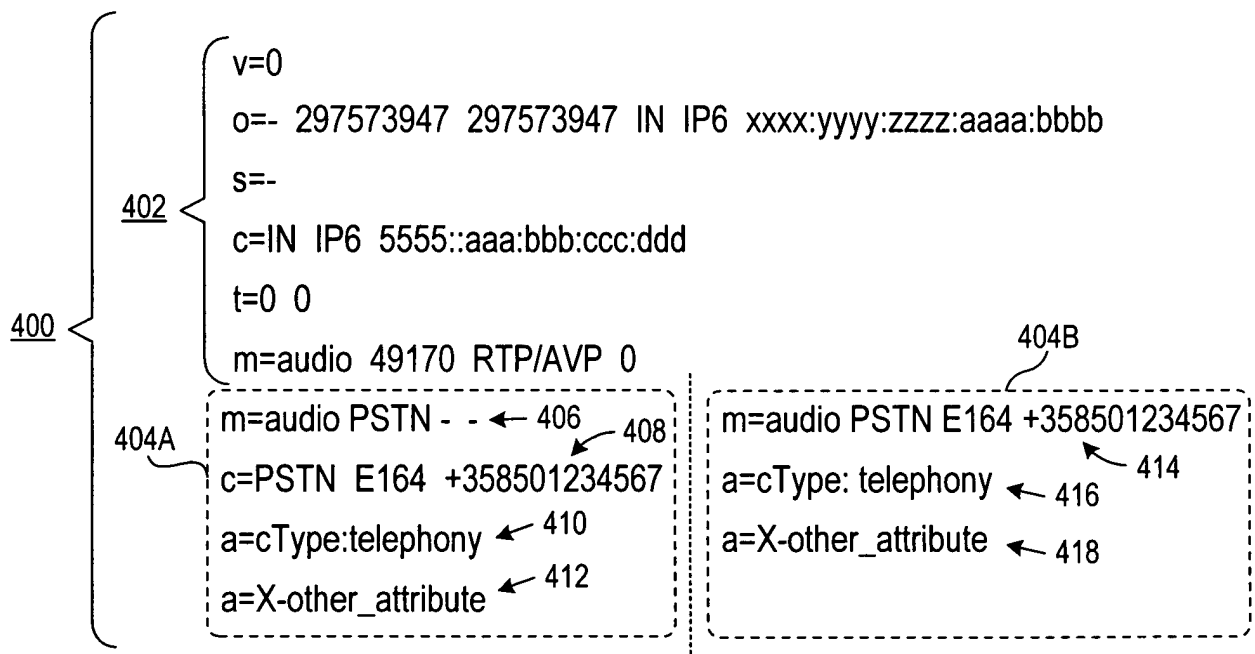 v=0
o=- 297573947 297573947 IN IP6 xxxx:yyyy:zzzz:aaaa:bbbb
s=-
402
c=IN IP6 5555::aaa:bbb:ccc:ddd
t=0 0
400
m=audio 49170 RTP/AVP 0
404B
404A
m=audio PSTN - - 406
408
c=PSTN E164 +358501234567
a=cType:telephony 410
a=X-other_attribute 412
m=audio PSTN E164 +358501234567
414
a=cType: telephony 416
a=X-other_attribute 418